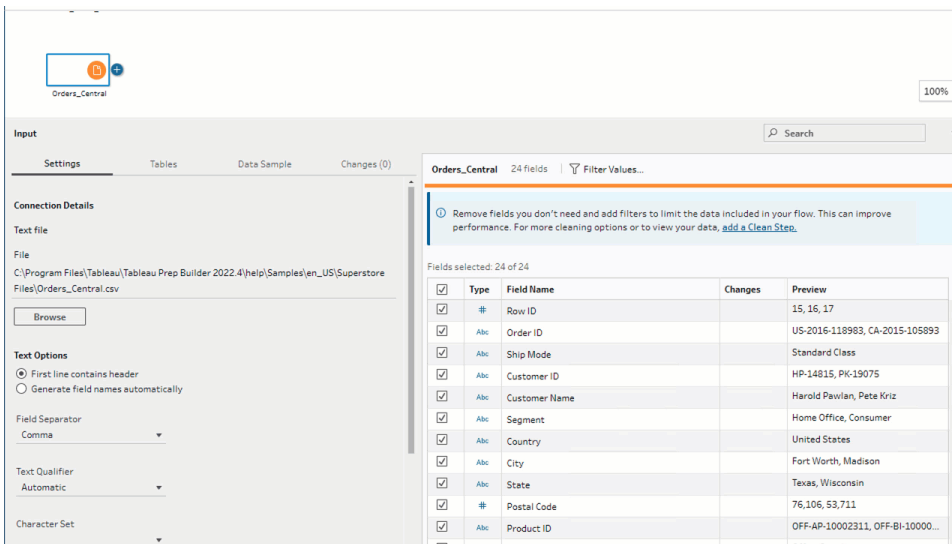 Orders_Central
100%
Input
Search
Settings Tables Data Sample Changes (0)
Orders_Central 24 fields Filter Values...
Connection Details
Text file
File
C:\Program Files\Tableau\Tableau Prep Builder 2022.4\help\Samples\en_US\Superstore
Files\Orders_Central.csv
Browse
Text Options
First line contains header
Generate field names automatically
Field Separator
Comma
Text Qualifier
Automatic
Character Set
Remove fields you don't need and add filters to limit the data included in your flow. This can improve
performance. For more cleaning options or to view your data, add a Clean Step.
Fields selected: 24 of 24
Type Field Name Changes Preview
# Row ID 15, 16, 17
Abc Order ID US-2016-118983, CA-2015-105893
Abc Ship Mode Standard Class
Abc Customer ID HP-14815, PK-19075
Abc Customer Name Harold Pawlan, Pete Kriz
Abc Segment Home Office, Consumer
Abc Country United States
Abc City Fort Worth, Madison
Abc State Texas, Wisconsin
# Postal Code 76,106, 53,711
Abc Product ID OFF-AP-10002311, OFF-BI-10000...